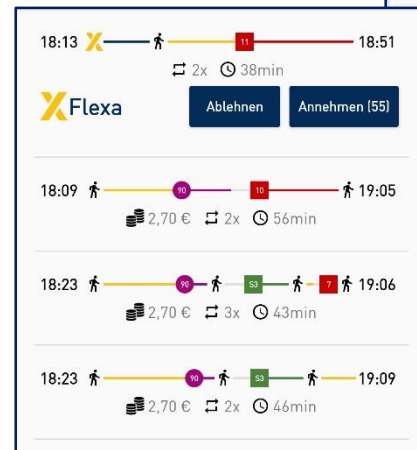 18:13 11 18:51
2x 38min
Flexa Ablehnen Annehmen (55)
18:09 90 10 19:05
2,70 € 2x 56min
18:23 90 S3 7 19:06
2,70 € 3x 43min
18:23 90 S3 19:09
2,70 € 2x 46min